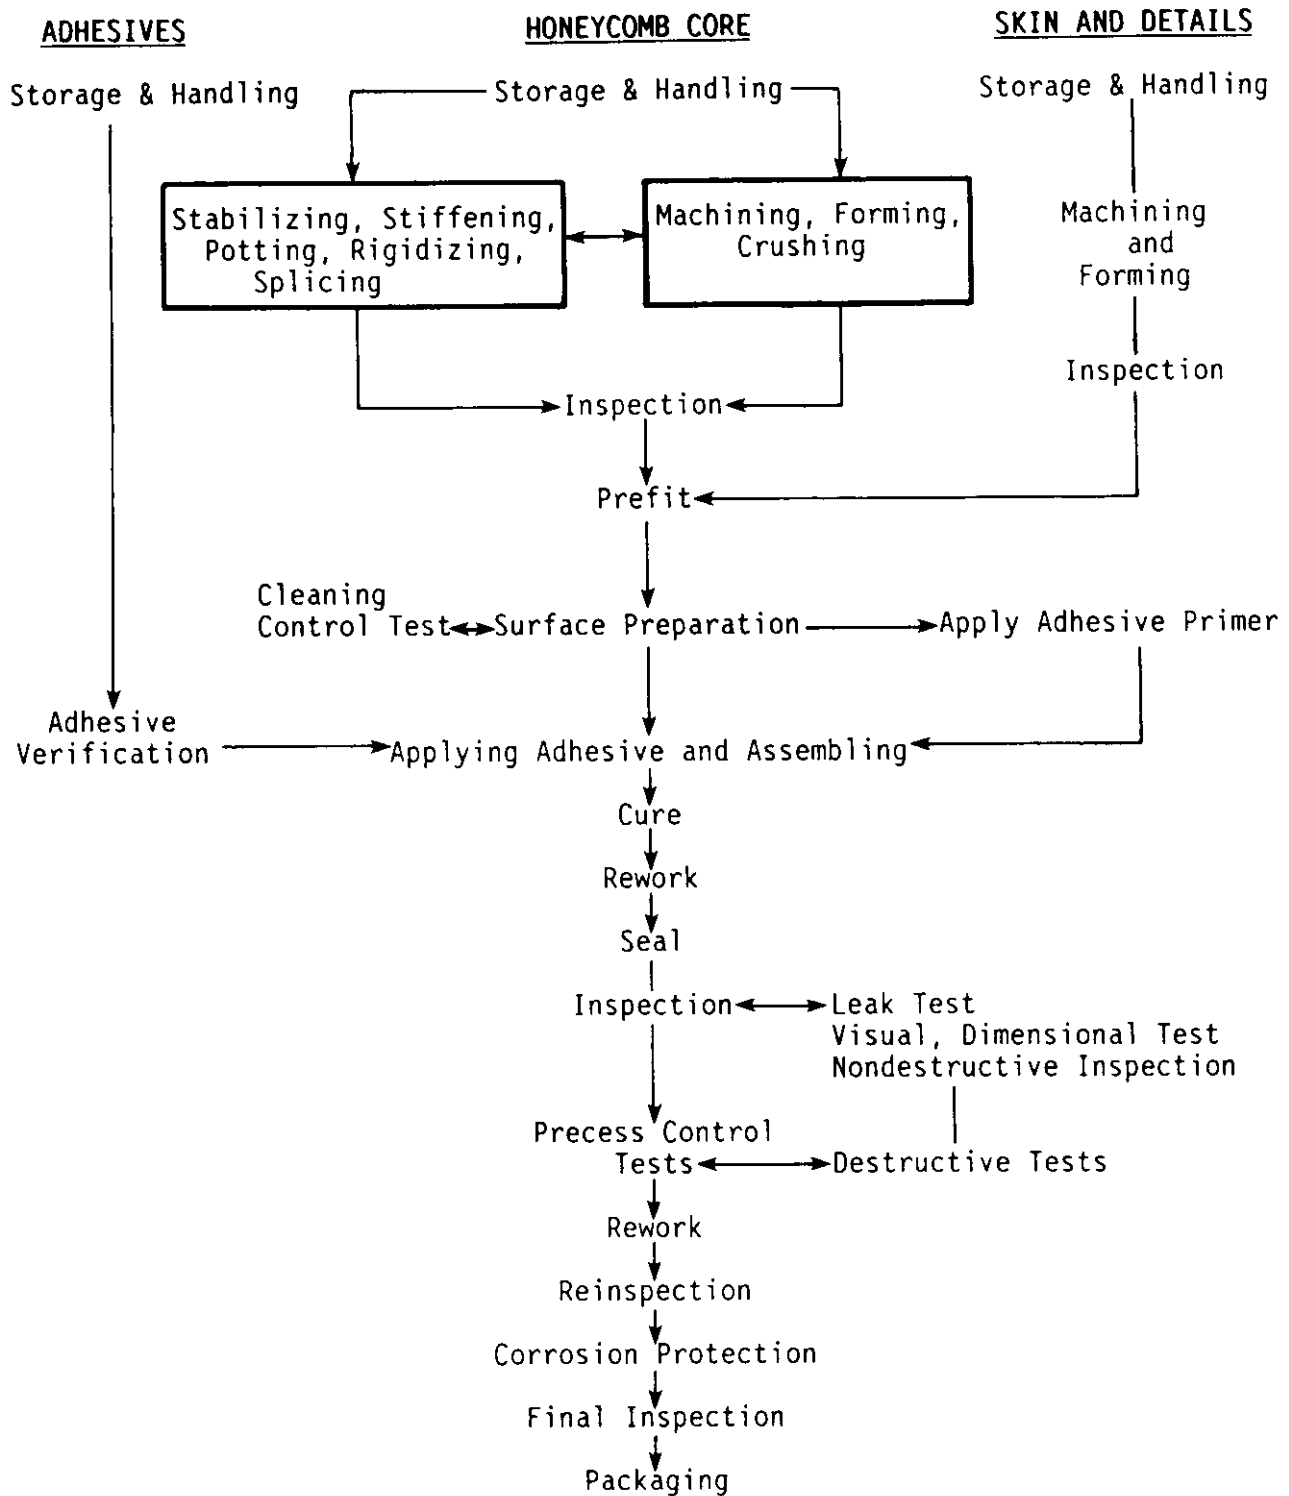 ADHESIVES
HONEYCOMB CORE
SKIN AND DETAILS
Storage & Handling
Storage & Handling
Storage & Handling
Stabilizing, Stiffening,
Potting, Rigidizing,
Splicing
Machining, Forming,
Crushing
Machining
and
Forming
Inspection
Inspection
Prefit
Cleaning
Control Test
Surface Preparation
Apply Adhesive Primer
Adhesive
Verification
Applying Adhesive and Assembling
Cure
Rework
Seal
Inspection
Leak Test
Visual, Dimensional Test
Nondestructive Inspection
Precess Control
Tests
Destructive Tests
Rework
Reinspection
Corrosion Protection
Final Inspection
Packaging